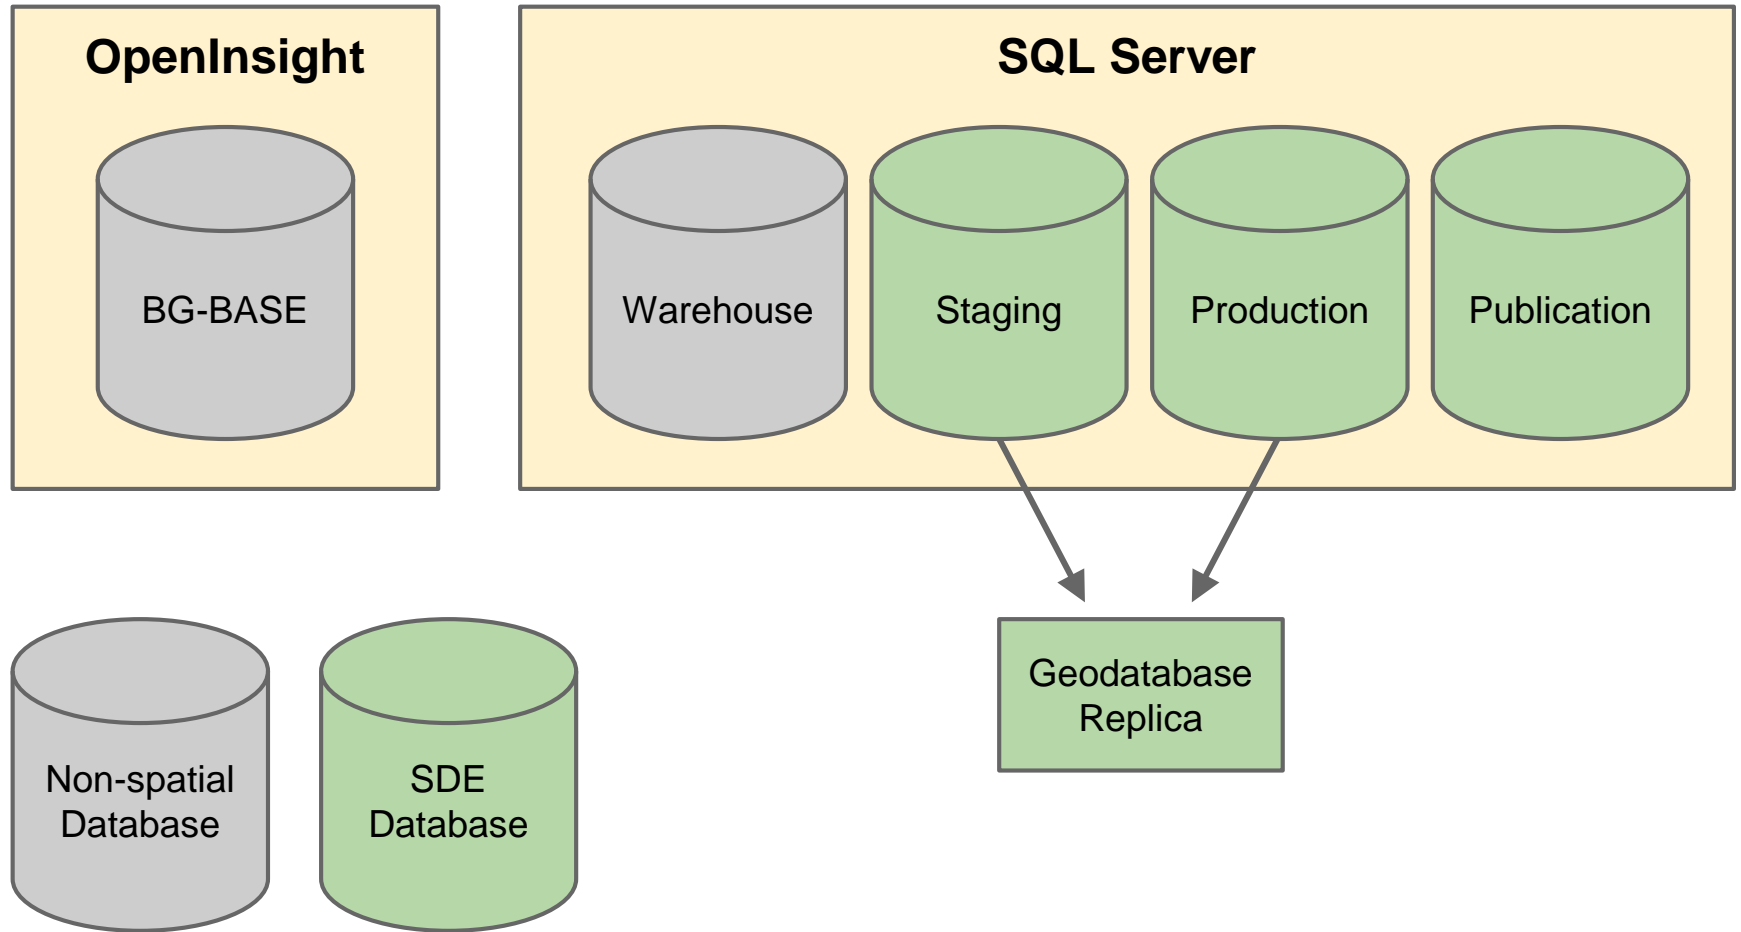 OpenInsight
SQL Server
BG-BASE
Warehouse
Staging
Production
Publication
Geodatabase
Replica
Non-spatial
Database
SDE
Database